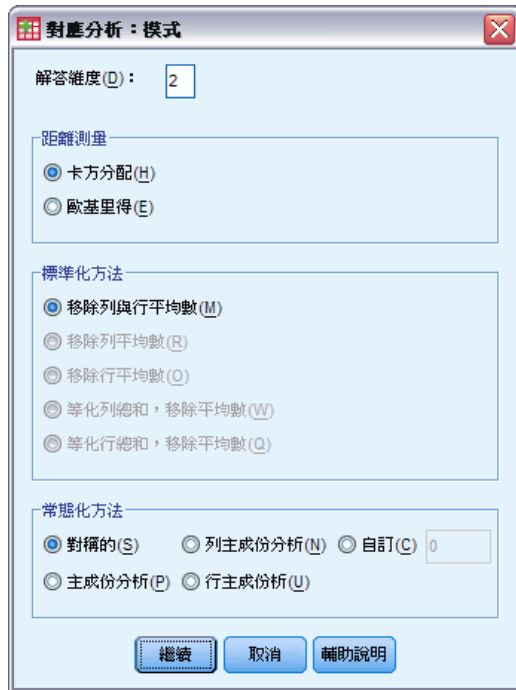 對應分析：模式
解答維度(D)： 2
距離測量
卡方分配(H)
歐基里得(E)
標準化方法
移除列與行平均數(M)
移除列平均數(R)
移除行平均數(O)
等化列總和，移除平均數(W)
等化行總和，移除平均數(Q)
常態化方法
對稱的(S) 列主成份分析(N) 自訂(C) 0
主成份分析(P) 行主成份析(U)
繼續 取消 輔助說明